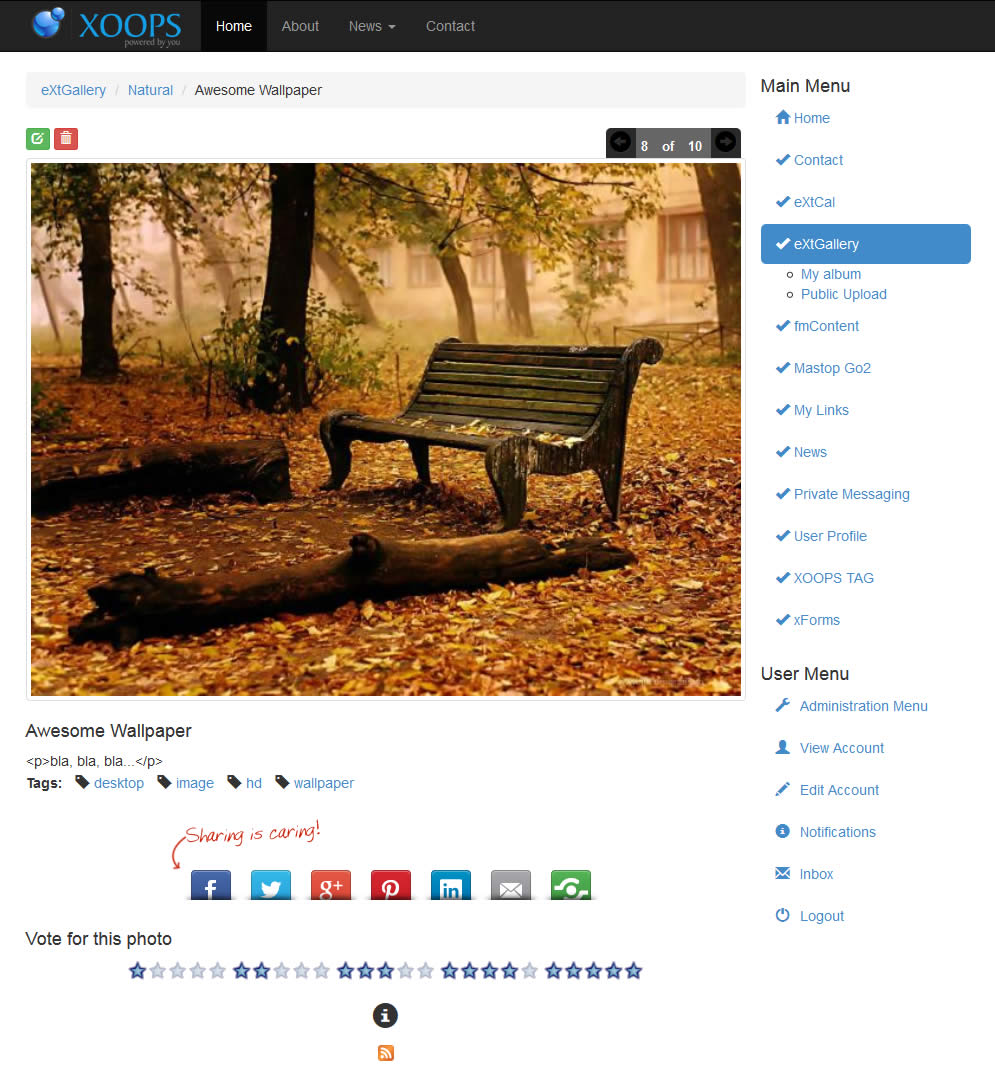 XOOPS
powered by you
Home About News Contact
eXtGallery / Natural / Awesome Wallpaper
8 of 10
Awesome Wallpaper
<p>bla, bla, bla...</p>
Tags: desktop image hd wallpaper
Sharing is caring!
f g+ in
Vote for this photo
Main Menu
Home
Contact
eXtCal
eXtGallery
My album
Public Upload
fmContent
Mastop Go2
My Links
News
Private Messaging
User Profile
XOOPS TAG
xForms
User Menu
Administration Menu
View Account
Edit Account
Notifications
Inbox
Logout